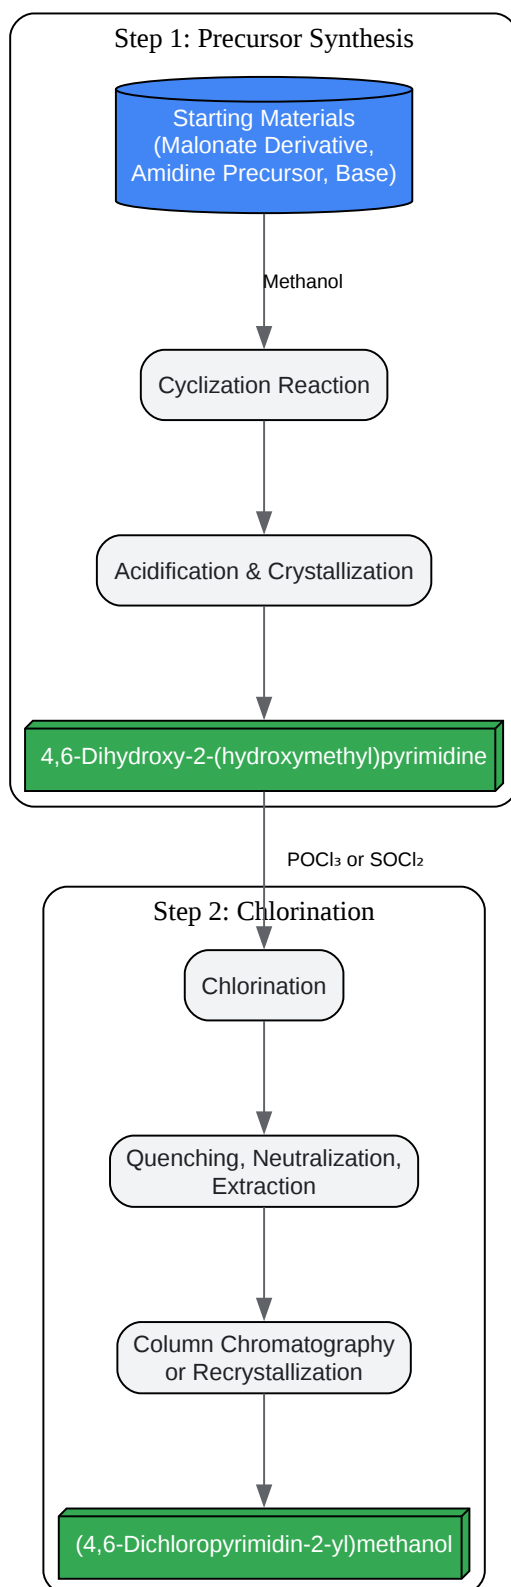 Step 1: Precursor Synthesis
Starting Materials
(Malonate Derivative,
Amidine Precursor, Base)
Methanol
Cyclization Reaction
Acidification & Crystallization
4,6-Dihydroxy-2-(hydroxymethyl)pyrimidine
POCl₃ or SOCl₂
Step 2: Chlorination
Chlorination
Quenching, Neutralization,
Extraction
Column Chromatography
or Recrystallization
(4,6-Dichloropyrimidin-2-yl)methanol